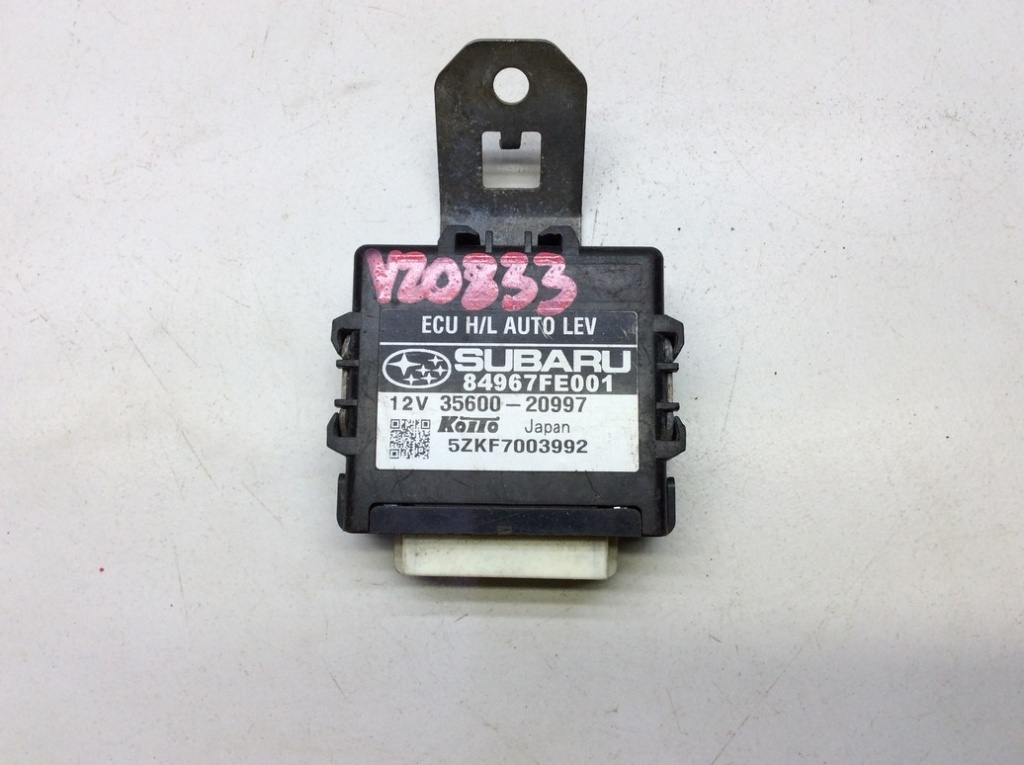 V20833
ECU H/L AUTO LEV
SUBARU
84967FE001
12V 35600-20997
KOITO Japan
5ZKF7003992